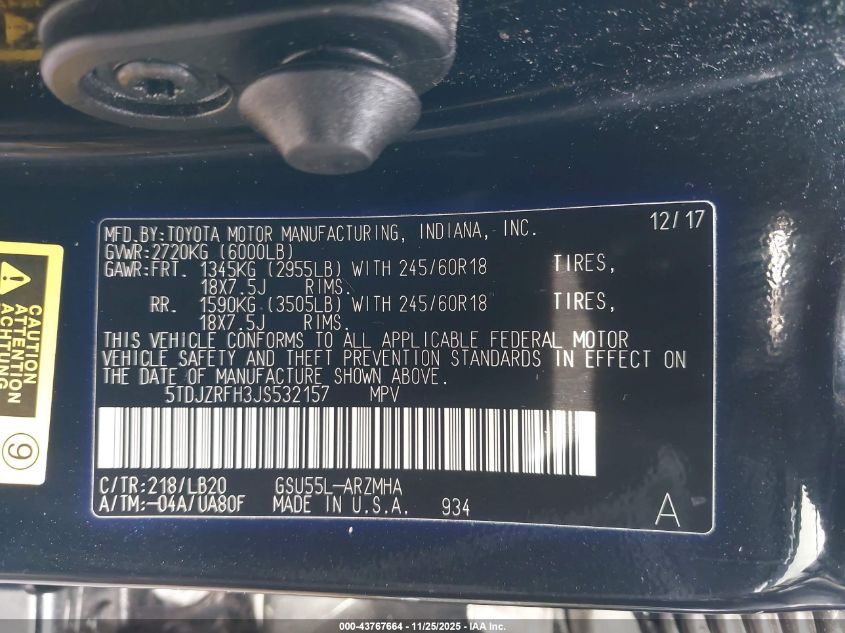 MFD.BY:TOYOTA MOTOR MANUFACTURING, INDIANA, INC. 12/17
GVWR:2720KG (6000LB)
GAWR:FRT. 1345KG (2955LB) WITH 245/60R18 TIRES,
18X7.5J RIMS.
RR. 1590KG (3505LB) WITH 245/60R18 TIRES,
18X7.5J RIMS.
THIS VEHICLE CONFORMS TO ALL APPLICABLE FEDERAL MOTOR
VEHICLE SAFETY AND THEFT PREVENTION STANDARDS IN EFFECT ON
THE DATE OF MANUFACTURE SHOWN ABOVE.
5TDJZRFH3JS532157 MPV
C/TR:218/LB20 GSU55L-ARZMHA
A/TM:-04A/UA80F MADE IN U.S.A. 934 A
CAUTION
ATTENTION
ACHTUNG
9
000-43767664 - 11/25/2025 - IAA Inc.